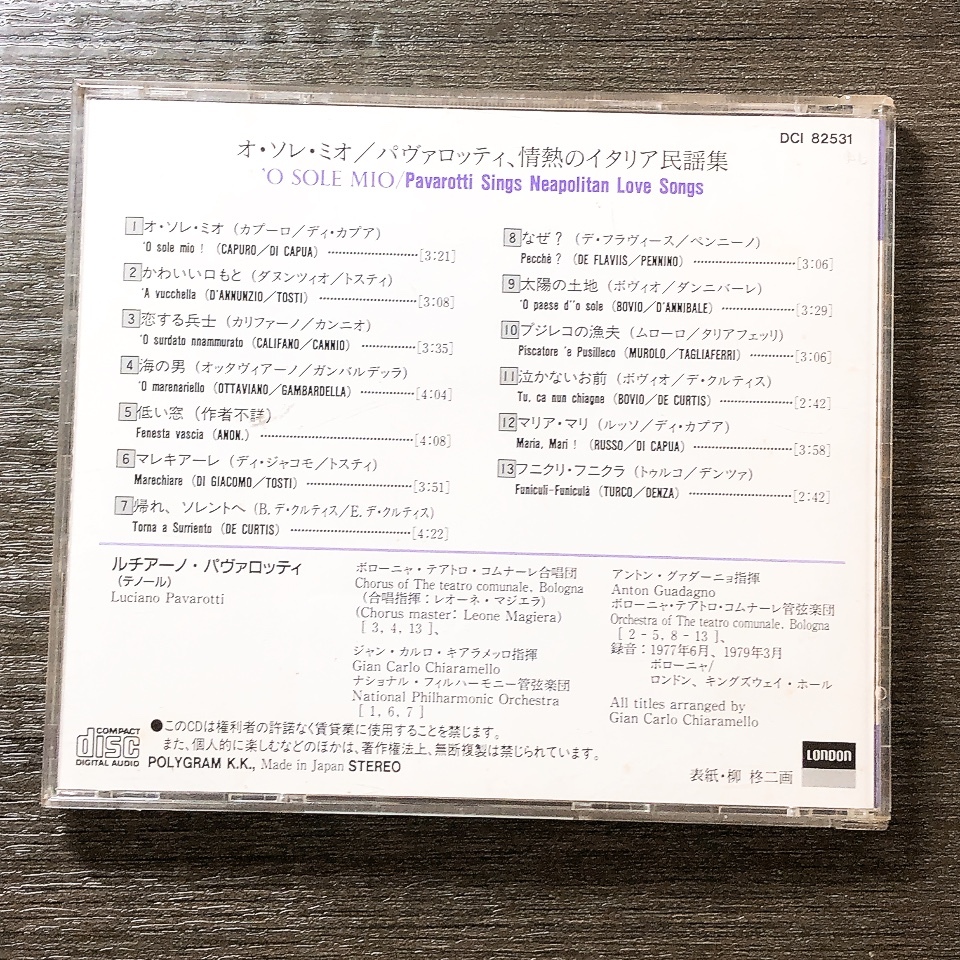 DCI 82531
オ・ソレ・ミオ／パヴァロッティ、情熱のイタリア民謡集
'O SOLE MIO/Pavarotti Sings Neapolitan Love Songs
1 オ・ソレ・ミオ（カプーロ／ディ・カプア）
'O sole mio ! (CAPURO／DI CAPUA) [3:21]
2 かわいい口もと（ダヌンツィオ／トスティ）
'A vucchella (D'ANNUNZIO／TOSTI) [3:08]
3 恋する兵士（カリファーノ／カンニオ）
'O surdato nnammurato (CALIFANO／CANNIO) [3:35]
4 海の男（オッタヴィアーノ／ガンバルデッラ）
'O marenariello (OTTAVIANO／GAMBARDELLA) [4:04]
5 低い窓（作者不詳）
Fenesta vascia (ANON.) [4:08]
6 マレキアーレ（ディ・ジャコモ／トスティ）
Marechiare (DI GIACOMO／TOSTI) [3:51]
7 帰れ、ソレントへ（B.デ・クルティス／E.デ・クルティス）
Torna a Surriento (DE CURTIS) [4:22]
8 なぜ？（デ・フラヴィース／ペンニーノ）
Pecchè ? (DE FLAVIIS／PENNINO) [3:06]
9 太陽の土地（ボヴィオ／ダンニバーレ）
'O paese d''o sole (BOVIO／D'ANNIBALE) [3:29]
10 プジレコの漁夫（ムローロ／タリアフェッリ）
Piscatore 'e Pusilleco (MUROLO／TAGLIAFERRI) [3:06]
11 泣かないお前（ボヴィオ／デ・クルティス）
Tu, ca nun chiagne (BOVIO／DE CURTIS) [2:42]
12 マリア・マリ（ルッソ／ディ・カプア）
Maria, Mari ! (RUSSO／DI CAPUA) [3:58]
13 フニクリ・フニクラ（トゥルコ／デンツァ）
Funiculi-Funiculà (TURCO／DENZA) [2:42]
ルチアーノ・パヴァロッティ
（テノール）
Luciano Pavarotti
ボローニャ・テアトロ・コムナーレ合唱団
Chorus of The teatro comunale, Bologna
（合唱指揮：レオーネ・マジエラ）
(Chorus master: Leone Magiera)
[ 3, 4, 13 ]、
ジャン・カルロ・キアラメッロ指揮
Gian Carlo Chiaramello
ナショナル・フィルハーモニー管弦楽団
National Philharmonic Orchestra
[ 1, 6, 7 ]
アントン・グァダーニョ指揮
Anton Guadagno
ボローニャ・テアトロ・コムナーレ管弦楽団
Orchestra of The teatro comunale, Bologna
[ 2 - 5, 8 - 13 ]、
録音：1977年6月、1979年3月
ボローニャ/
ロンドン、キングズウェイ・ホール
All titles arranged by
Gian Carlo Chiaramello
COMPACT
disc
DIGITAL AUDIO
●このCDは権利者の許諾なく賃貸業に使用することを禁じます。
また、個人的に楽しむなどのほかは、著作権法上、無断複製は禁じられています。
POLYGRAM K.K., Made in Japan STEREO
LONDON
表紙・柳 柊二画